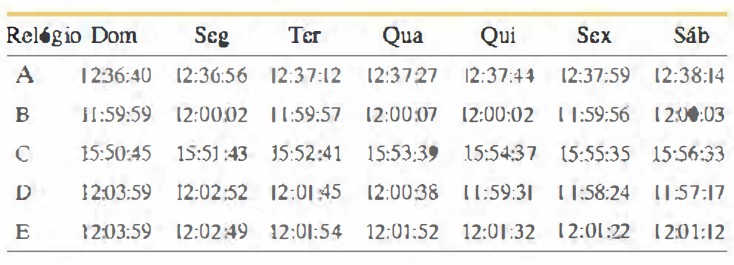 Relógio Dom Seg Ter Qua Qui Sex Sáb
A 12:36:40 12:36:56 12:37:12 12:37:27 12:37:44 12:37:59 12:38:14
B 11:59:59 12:00:02 11:59:57 12:00:07 12:00:02 11:59:56 12:00:03
C 15:50:45 15:51:43 15:52:41 15:53:39 15:54:37 15:55:35 15:56:33
D 12:03:59 12:02:52 12:01:45 12:00:38 11:59:31 11:58:24 11:57:17
E 12:03:59 12:02:49 12:01:54 12:01:52 12:01:32 12:01:22 12:01:12